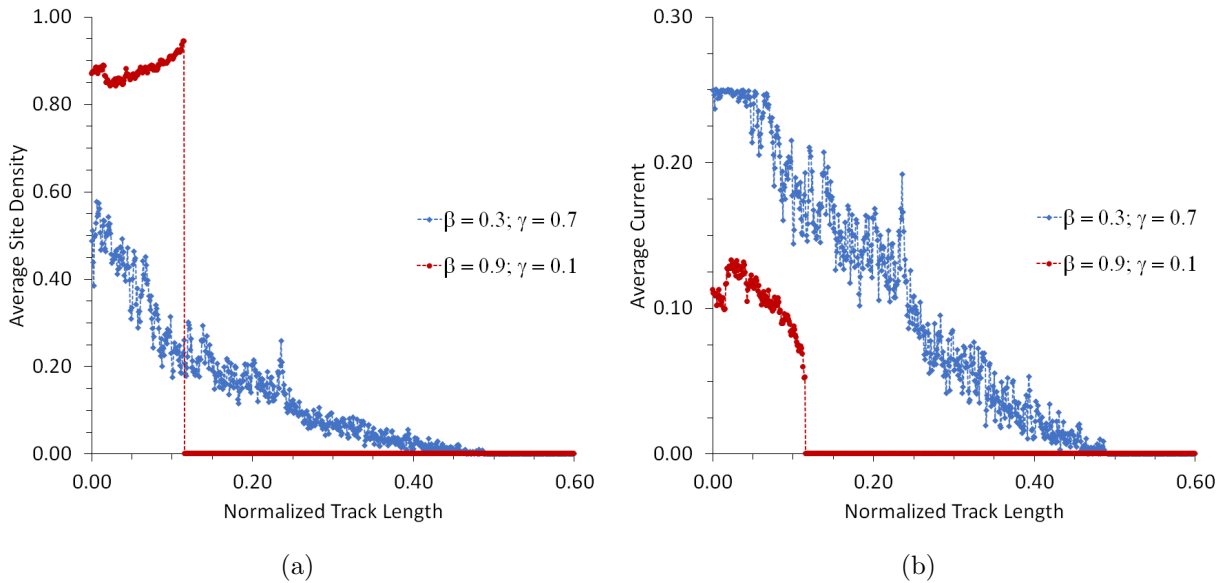 1.00
0.80
0.60
0.40
0.20
0.00
0.00
0.20
0.40
0.60
Average Site Density
Normalized Track Length
β = 0.3; γ = 0.7
β = 0.9; γ = 0.1
(a)
0.30
0.20
0.10
0.00
0.00
0.20
0.40
0.60
Average Current
Normalized Track Length
β = 0.3; γ = 0.7
β = 0.9; γ = 0.1
(b)